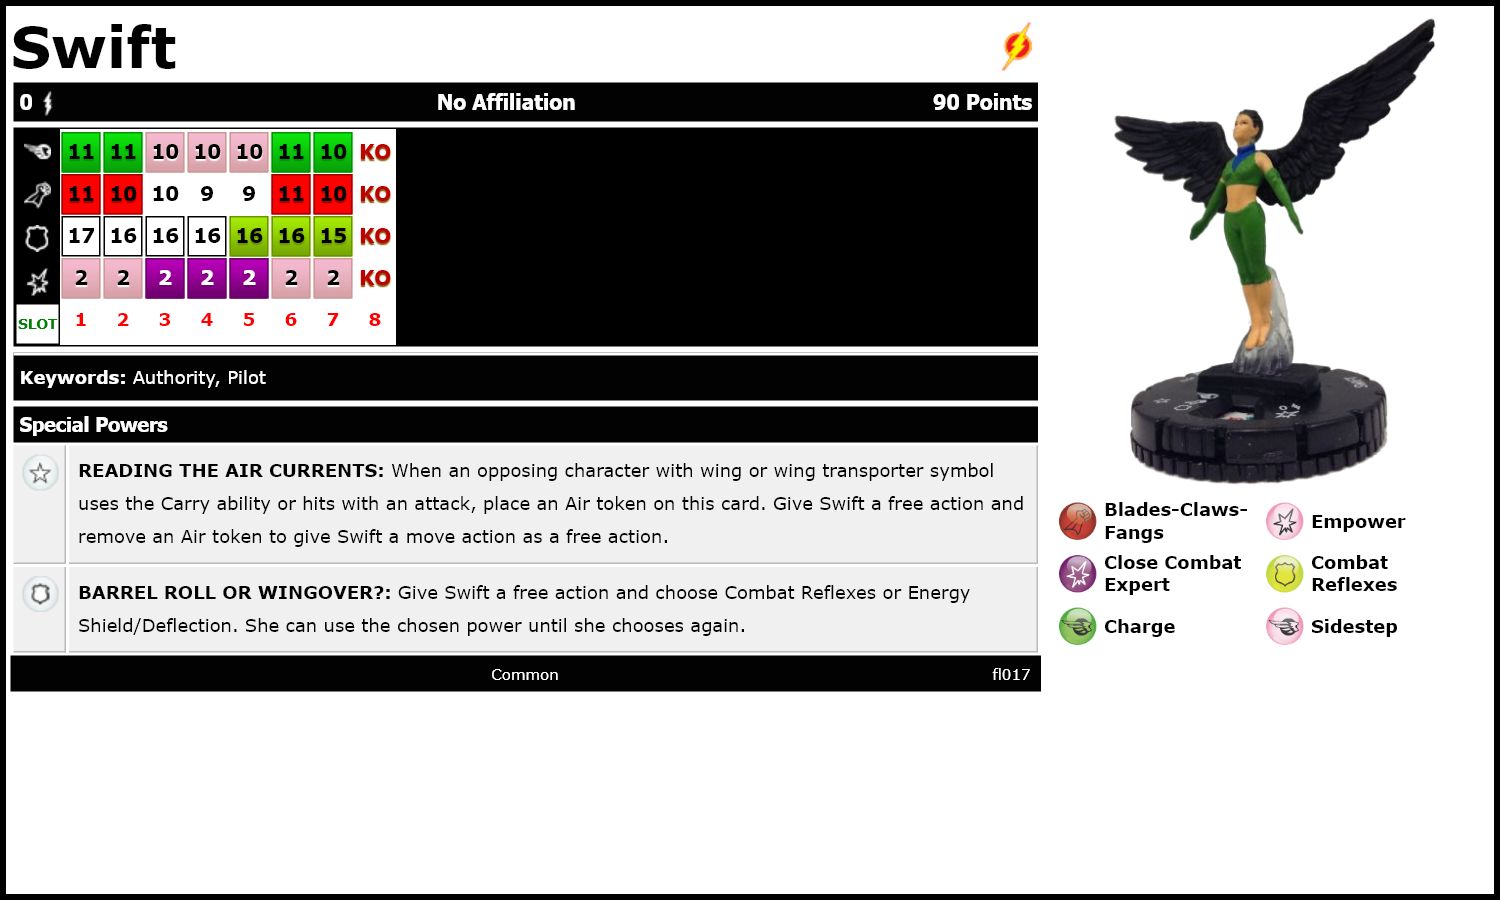 Swift
0 No Affiliation 90 Points
11 11 10 10 10 11 10 KO
11 10 10 9 9 11 10 KO
17 16 16 16 16 16 15 KO
2 2 2 2 2 2 2 KO
SLOT 1 2 3 4 5 6 7 8
Keywords: Authority, Pilot
Special Powers
READING THE AIR CURRENTS: When an opposing character with wing or wing transporter symbol
uses the Carry ability or hits with an attack, place an Air token on this card. Give Swift a free action and
remove an Air token to give Swift a move action as a free action.
BARREL ROLL OR WINGOVER?: Give Swift a free action and choose Combat Reflexes or Energy
Shield/Deflection. She can use the chosen power until she chooses again.
Common fl017
Blades-Claws-
Fangs
Empower
Close Combat
Expert
Combat
Reflexes
Charge
Sidestep